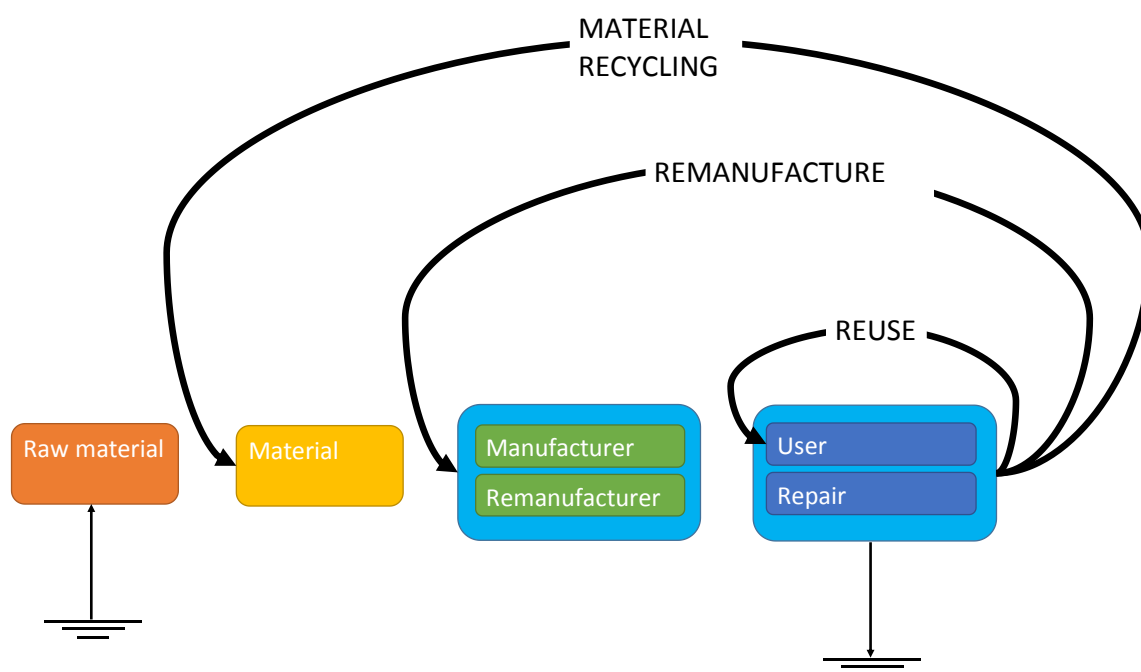 MATERIAL
RECYCLING
REMANUFACTURE
REUSE
Raw material
Material
Manufacturer
Remanufacturer
User
Repair